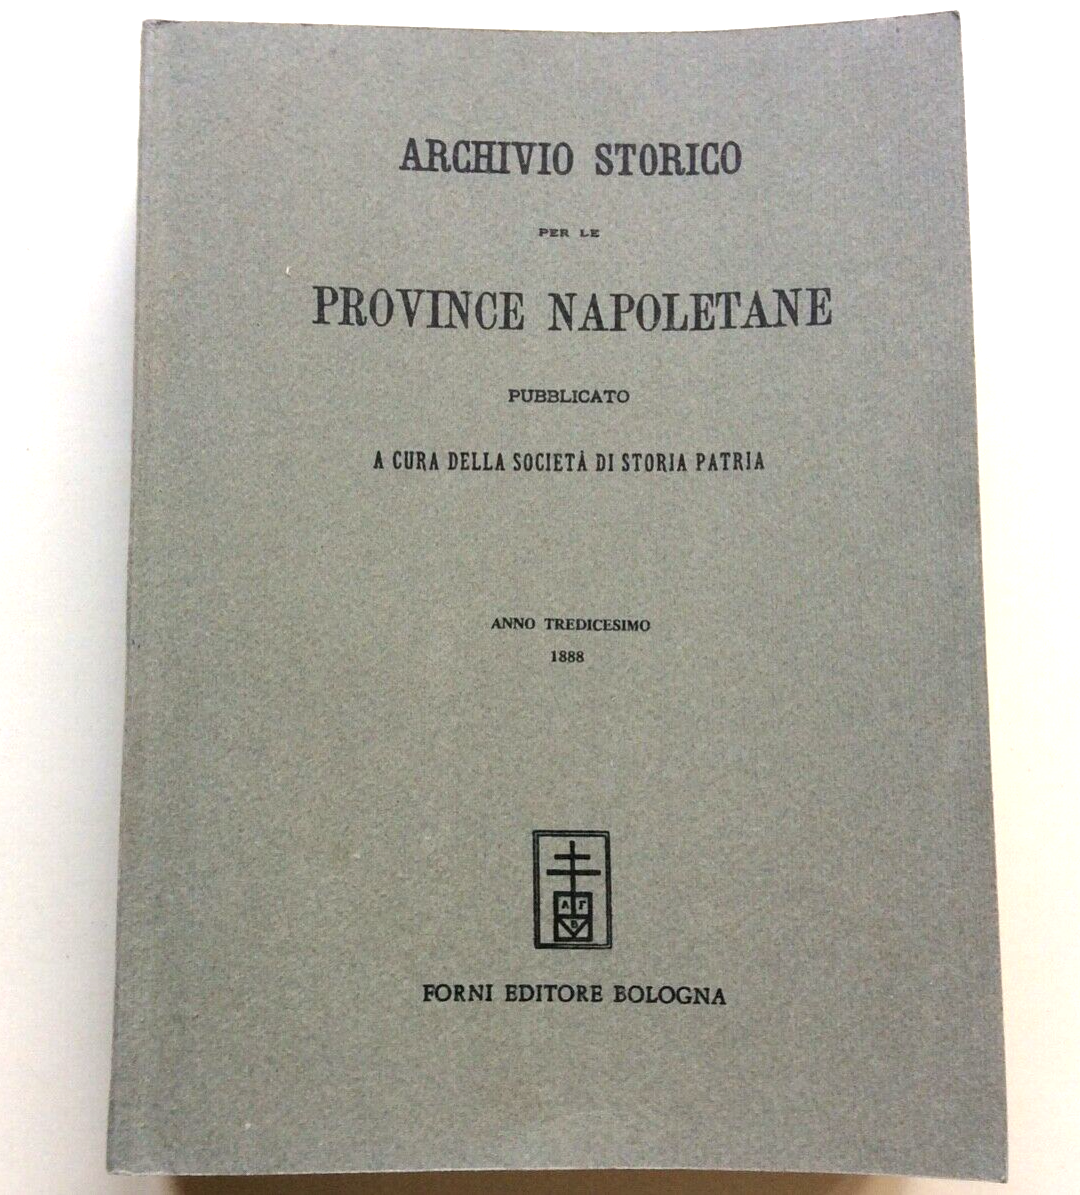 ARCHIVIO STORICO
PER LE
PROVINCE NAPOLETANE
PUBBLICATO
A CURA DELLA SOCIETÀ DI STORIA PATRIA
ANNO TREDICESIMO
1888
A F
B
FORNI EDITORE BOLOGNA